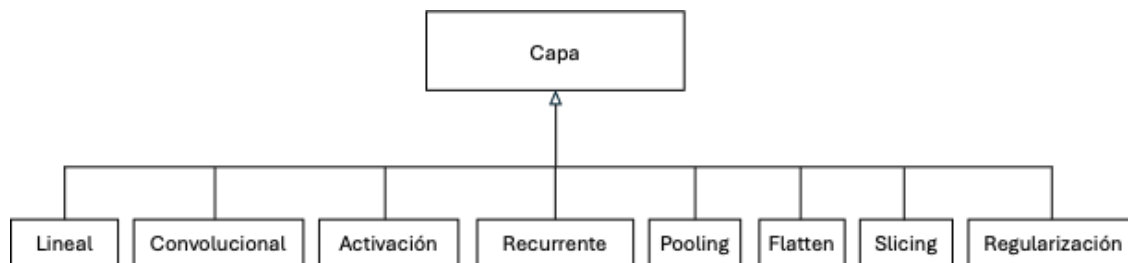 Capa
Lineal
Convolucional
Activación
Recurrente
Pooling
Flatten
Slicing
Regularización